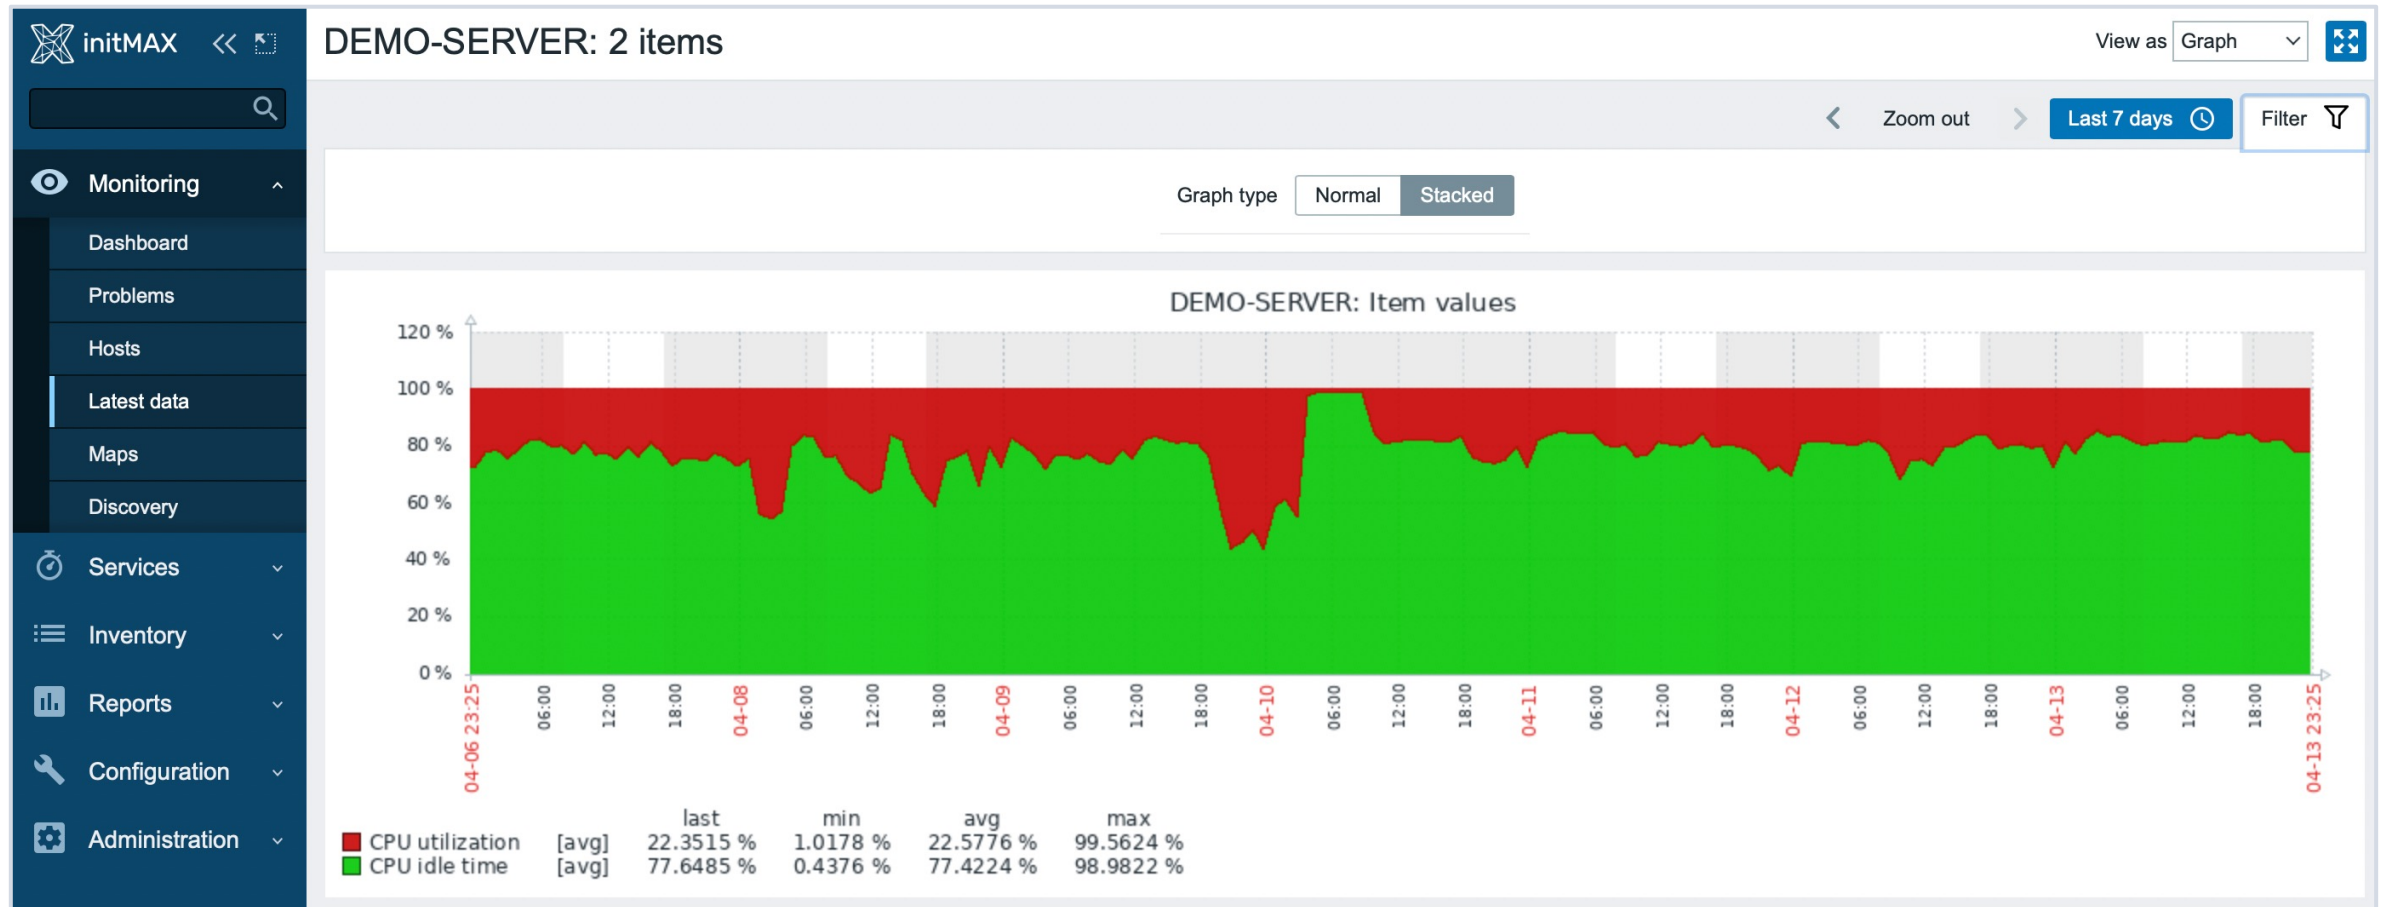 initMAX
DEMO-SERVER: 2 items
View as Graph
Zoom out Last 7 days Filter
Monitoring
Dashboard
Problems
Hosts
Latest data
Maps
Discovery
Services
Inventory
Reports
Configuration
Administration
Graph type Normal Stacked
DEMO-SERVER: Item values
120 %
100 %
80 %
60 %
40 %
20 %
0 %
04-06 23:25 06:00 12:00 18:00 04-08 06:00 12:00 18:00 04-09 06:00 12:00 18:00 04-10 06:00 12:00 18:00 04-11 06:00 12:00 18:00 04-12 06:00 12:00 18:00 04-13 06:00 12:00 18:00 04-13 23:25
last min avg max
CPU utilization [avg] 22.3515 % 1.0178 % 22.5776 % 99.5624 %
CPU idle time [avg] 77.6485 % 0.4376 % 77.4224 % 98.9822 %